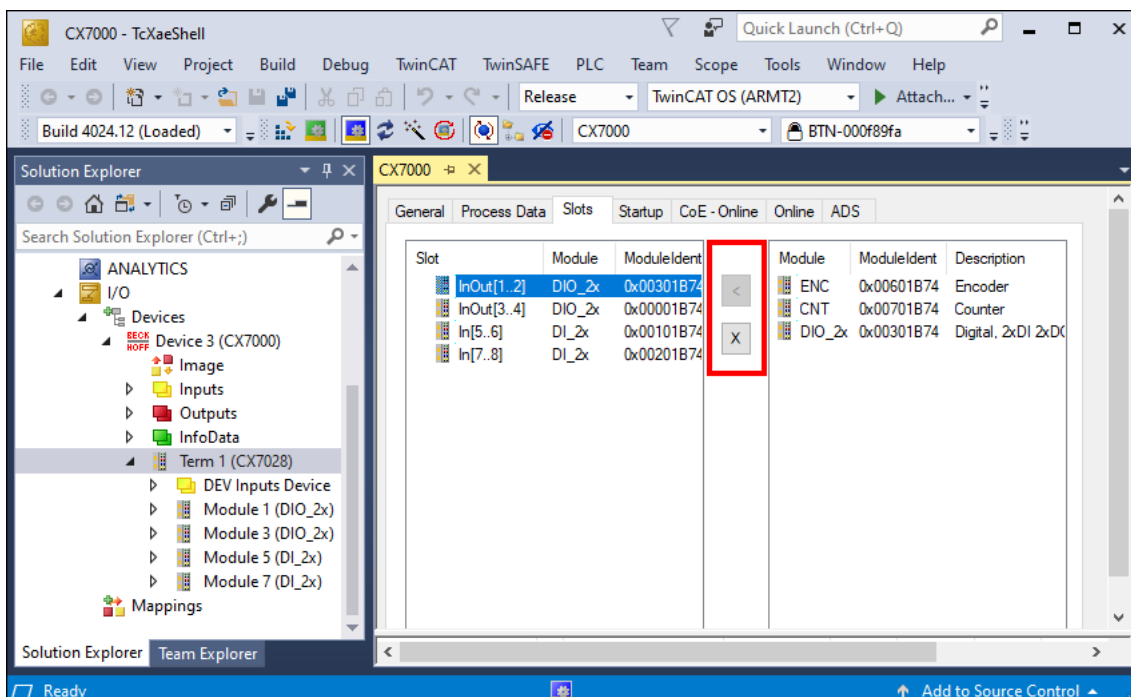 CX7000 - TcXaeShell
Quick Launch (Ctrl+Q)
File Edit View Project Build Debug TwinCAT TwinSAFE PLC Team Scope Tools Window Help
Release TwinCAT OS (ARMT2) Attach...
Build 4024.12 (Loaded) CX7000 BTN-000f89fa
Solution Explorer
Search Solution Explorer (Ctrl+;)
ANALYTICS
I/O
Devices
BECK
HOFF
Device 3 (CX7000)
Image
Inputs
Outputs
InfoData
Term 1 (CX7028)
DEV Inputs Device
Module 1 (DIO_2x)
Module 3 (DIO_2x)
Module 5 (DI_2x)
Module 7 (DI_2x)
Mappings
Solution Explorer Team Explorer
CX7000
General Process Data Slots Startup CoE - Online Online ADS
Slot Module ModuleIdent
InOut[1..2] DIO_2x 0x00301B74
InOut[3..4] DIO_2x 0x00001B74
In[5..6] DI_2x 0x00101B74
In[7..8] DI_2x 0x00201B74
<
X
Module ModuleIdent Description
ENC 0x00601B74 Encoder
CNT 0x00701B74 Counter
DIO_2x 0x00301B74 Digital, 2xDI 2xD
Ready Add to Source Control